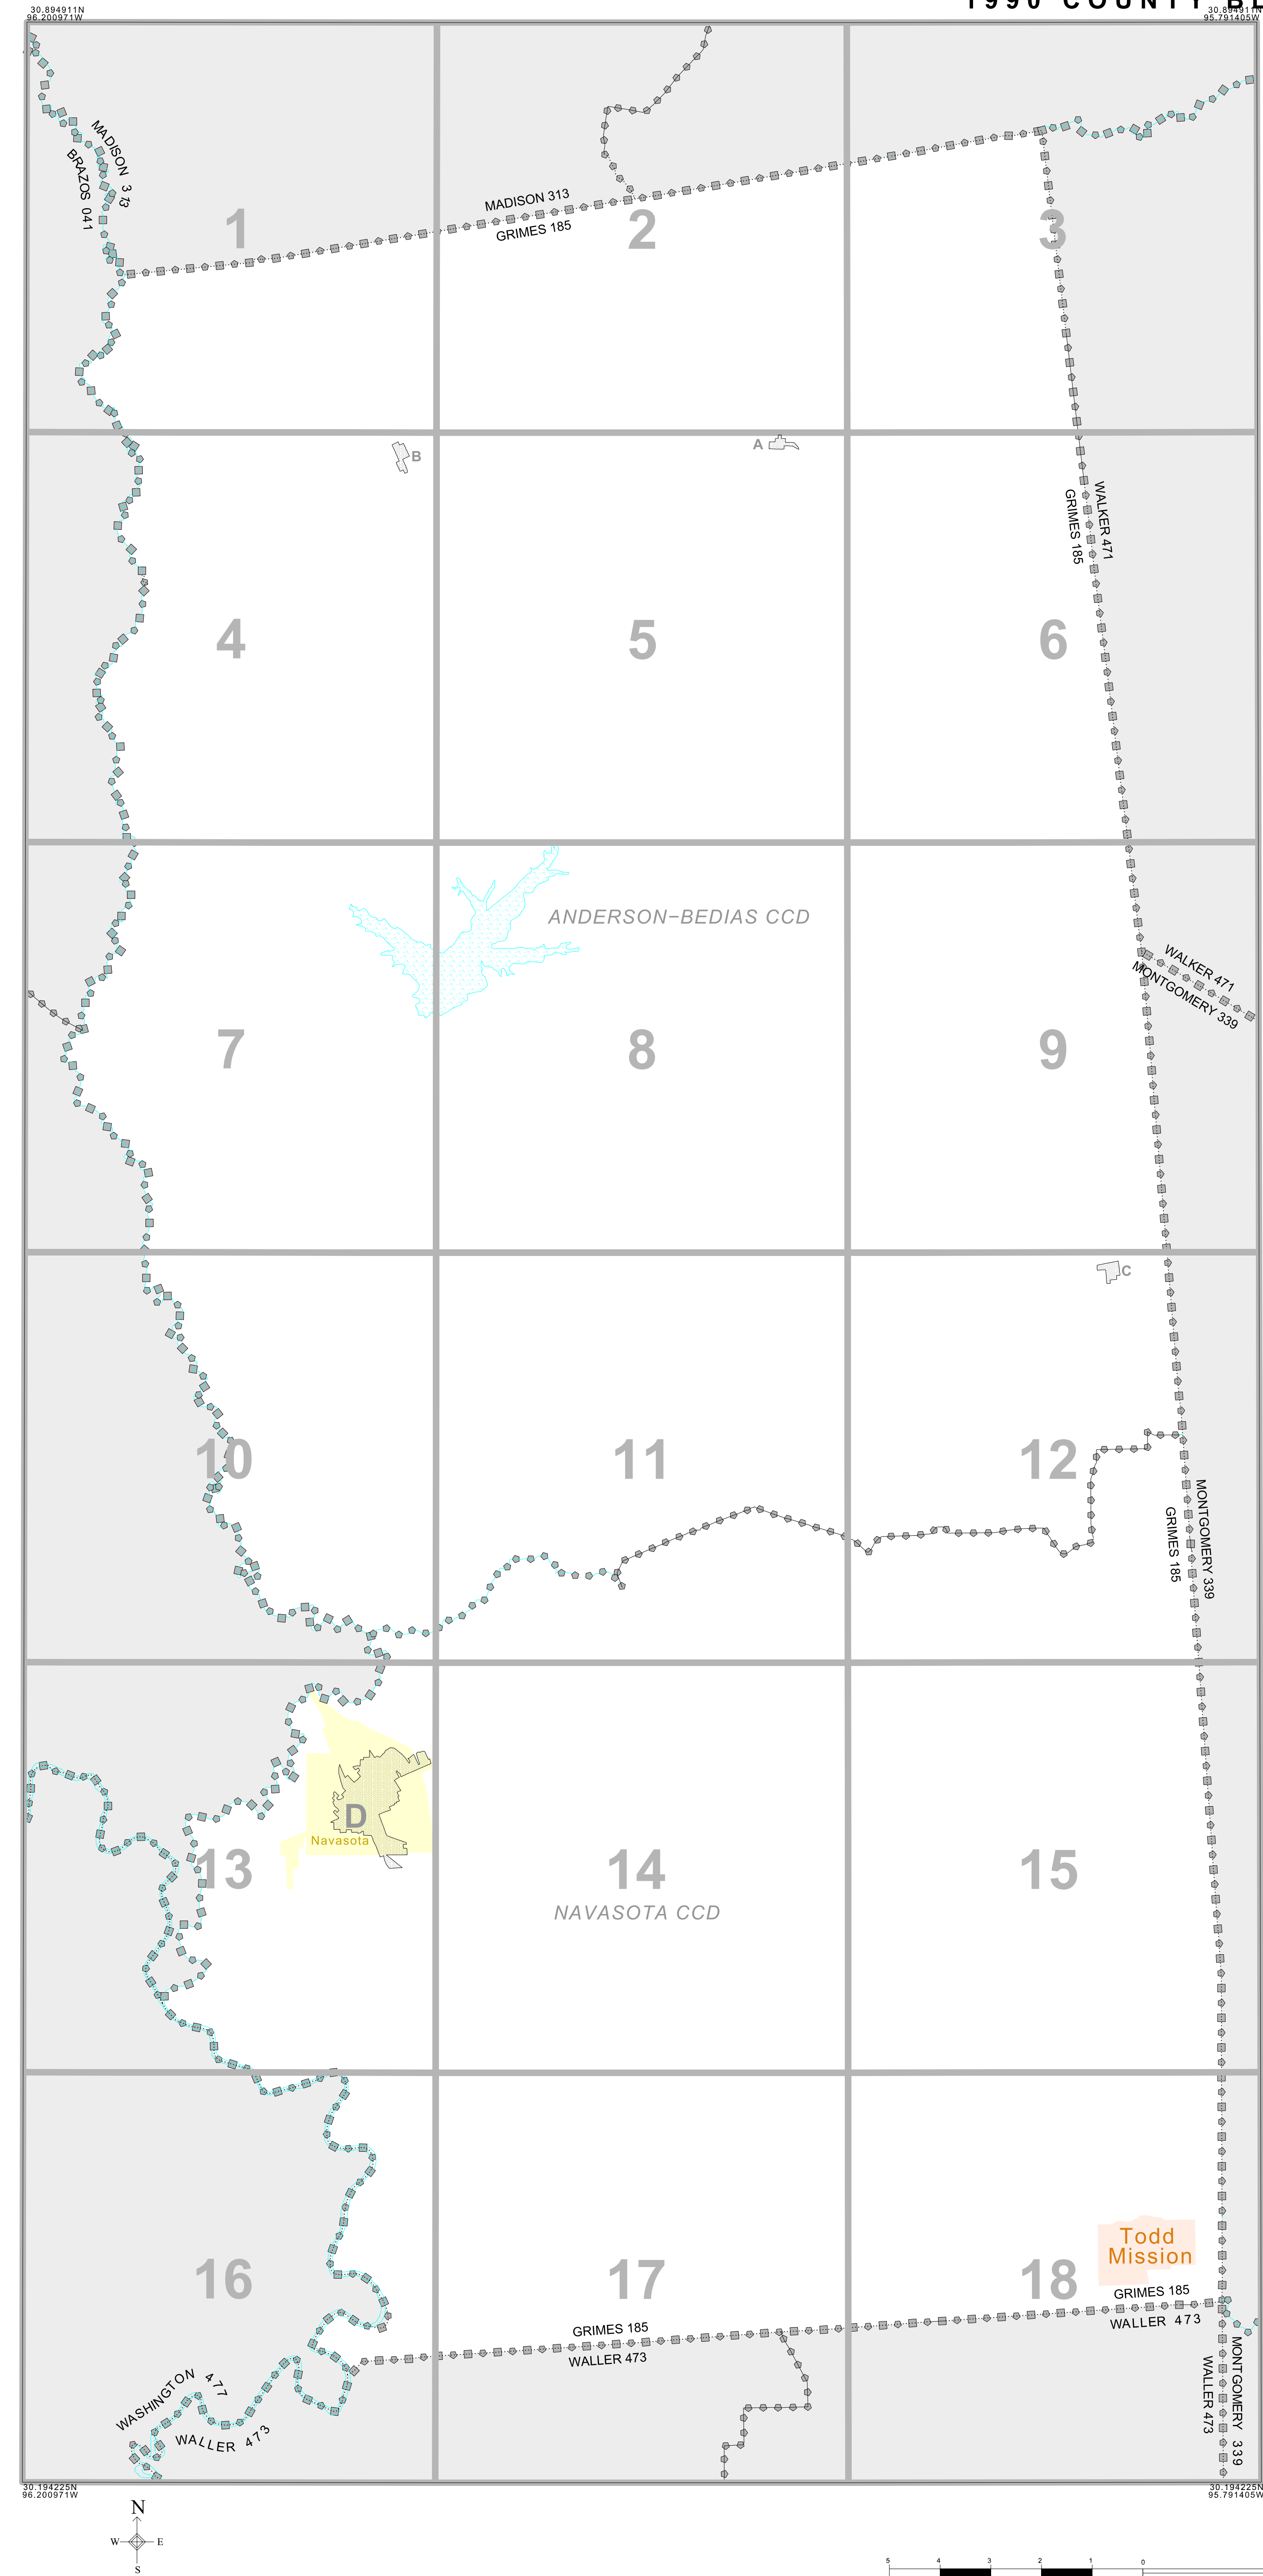 1990 COUNTY BL
30.894911N
96.200971W
30.894911N
95.791405W
MADISON 313
BRAZOS 041
MADISON 313
GRIMES 185
1
2
3
B
A
WALKER 471
GRIMES 185
4
5
6
ANDERSON-BEDIAS CCD
WALKER 471
MONTGOMERY 339
7
8
9
C
10
11
12
MONTGOMERY 339
GRIMES 185
D
Navasota
13
14
15
NAVASOTA CCD
Todd
Mission
16
17
18
GRIMES 185
WALLER 473
GRIMES 185
WALLER 473
WASHINGTON 477
WALLER 473
MONTGOMERY 339
WALLER 473
30.194225N
96.200971W
30.194225N
95.791405W
N
W E
S
5 4 3 2 1 0